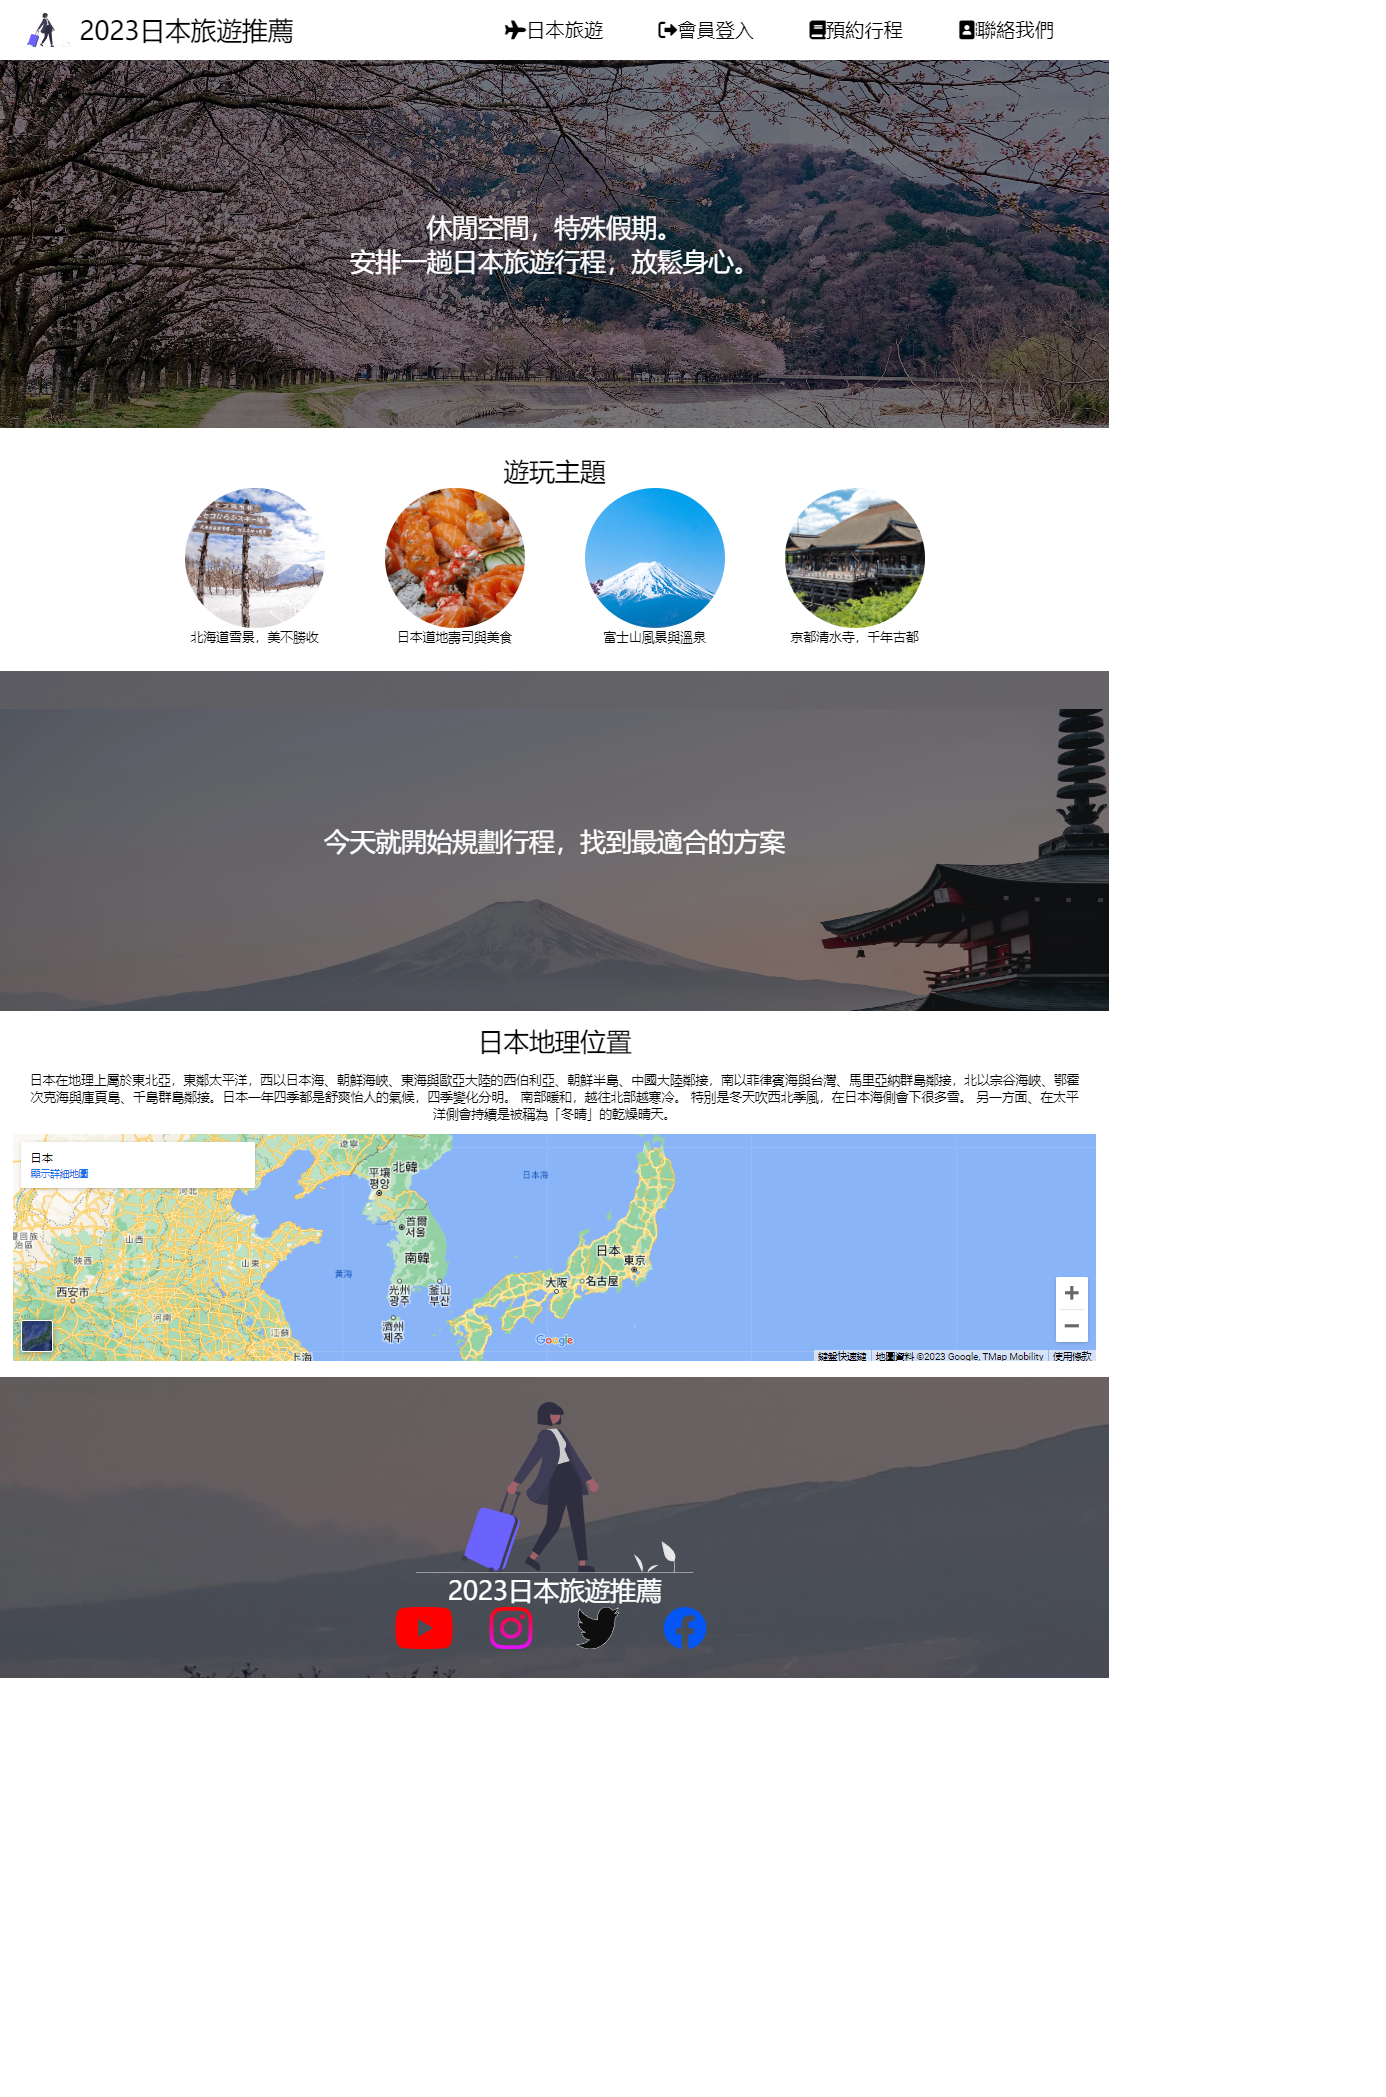 2023日本旅遊推薦
日本旅遊
會員登入
預約行程
聯絡我們
休閒空間，特殊假期。
安排一趟日本旅遊行程，放鬆身心。
遊玩主題
北海道雪景，美不勝收
日本道地壽司與美食
富士山風景與溫泉
京都清水寺，千年古都
今天就開始規劃行程，找到最適合的方案
日本地理位置
日本在地理上屬於東北亞，東鄰太平洋，西以日本海、朝鮮海峽、東海與歐亞大陸的西伯利亞、朝鮮半島、中國大陸鄰接，南以菲律賓海與台灣、馬里亞納群島鄰接，北以宗谷海峽、鄂霍
次克海與庫頁島、千島群島鄰接。日本一年四季都是舒爽怡人的氣候，四季變化分明。 南部暖和，越往北部越寒冷。 特別是冬天吹西北季風，在日本海側會下很多雪。 另一方面、在太平
洋側會持續是被稱為「冬晴」的乾燥晴天。
日本
顯示詳細地圖
遼寧
北韓
平壤
평양
日本海
河北
首爾
서울
山西
陝西
山東
南韓
日本
東京
黃海
大阪
名古屋
西安市
光州
광주
釜山
부산
河南
江蘇
濟州
제주
上海
Google
鍵盤快速鍵
地圖資料 ©2023 Google, TMap Mobility
使用條款
2023日本旅遊推薦